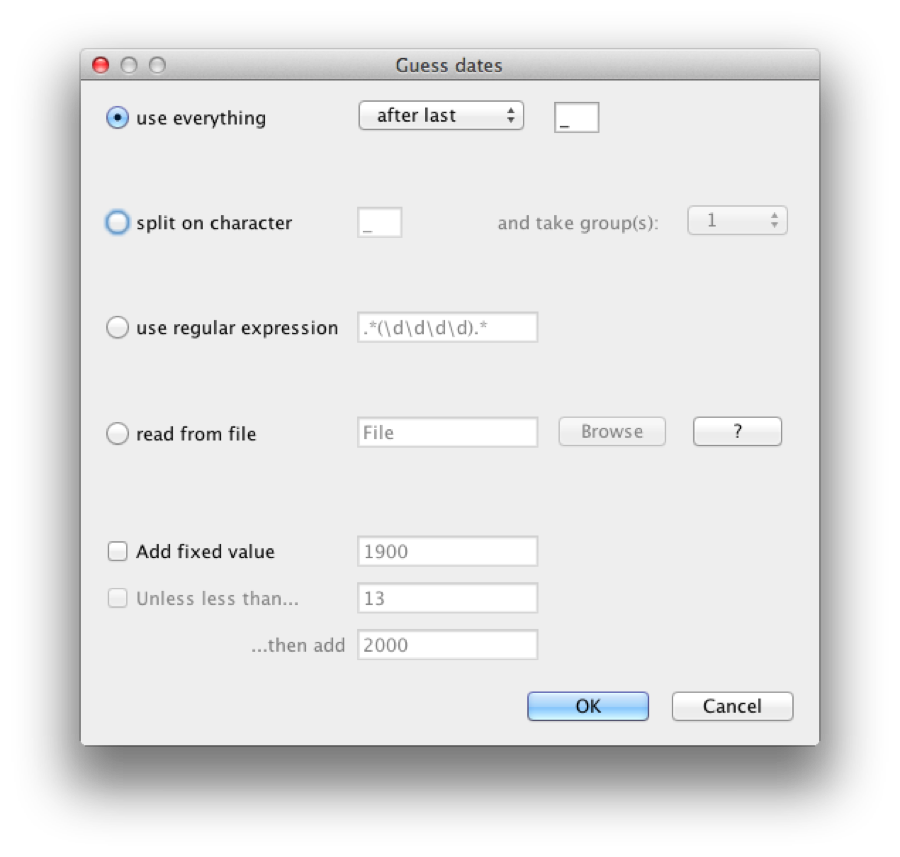 Guess dates
use everything after last _
split on character _ and take group(s): 1
use regular expression .*(\d\d\d\d).*
read from file File Browse ?
Add fixed value 1900
Unless less than... 13
...then add 2000
OK Cancel